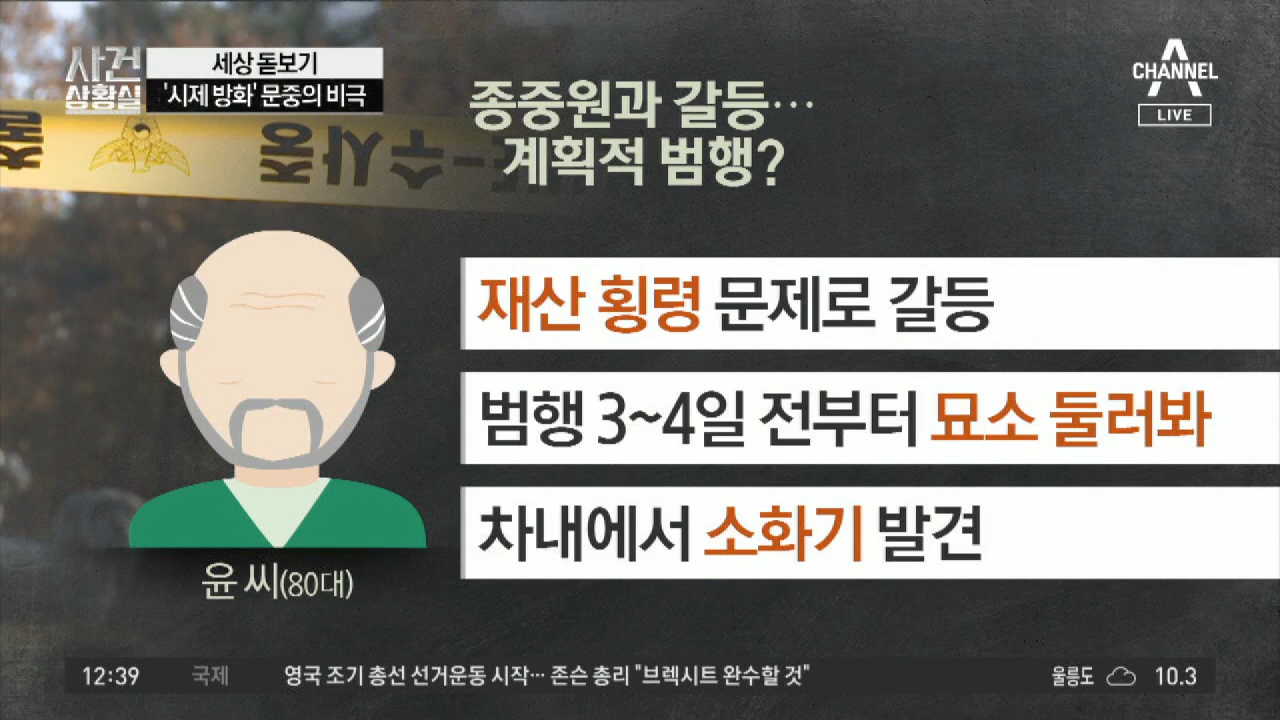 사건
상황실
세상 돋보기
'시제 방화' 문중의 비극
CHANNEL A
LIVE
종중원과 갈등…
계획적 범행?
수사중
재산 횡령 문제로 갈등
범행 3~4일 전부터 묘소 둘러봐
차내에서 소화기 발견
윤 씨(80대)
12:39 국제 영국 조기 총선 선거운동 시작… 존슨 총리 "브렉시트 완수할 것" 울릉도 10.3